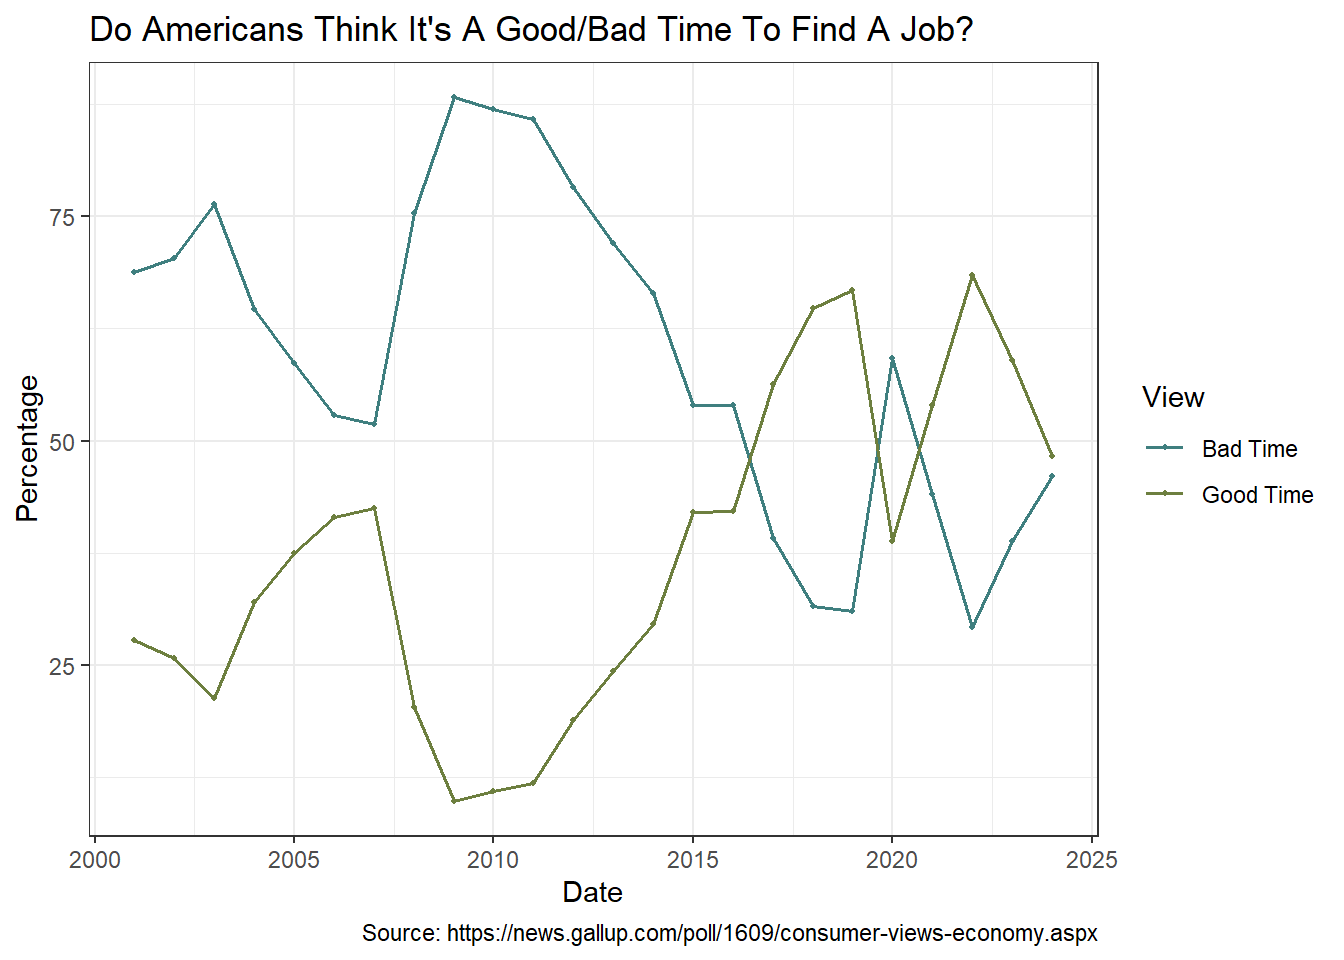 Do Americans Think It's A Good/Bad Time To Find A Job?
75
50
25
Percentage
2000
2005
2010
2015
2020
2025
Date
View
Bad Time
Good Time
Source: https://news.gallup.com/poll/1609/consumer-views-economy.aspx